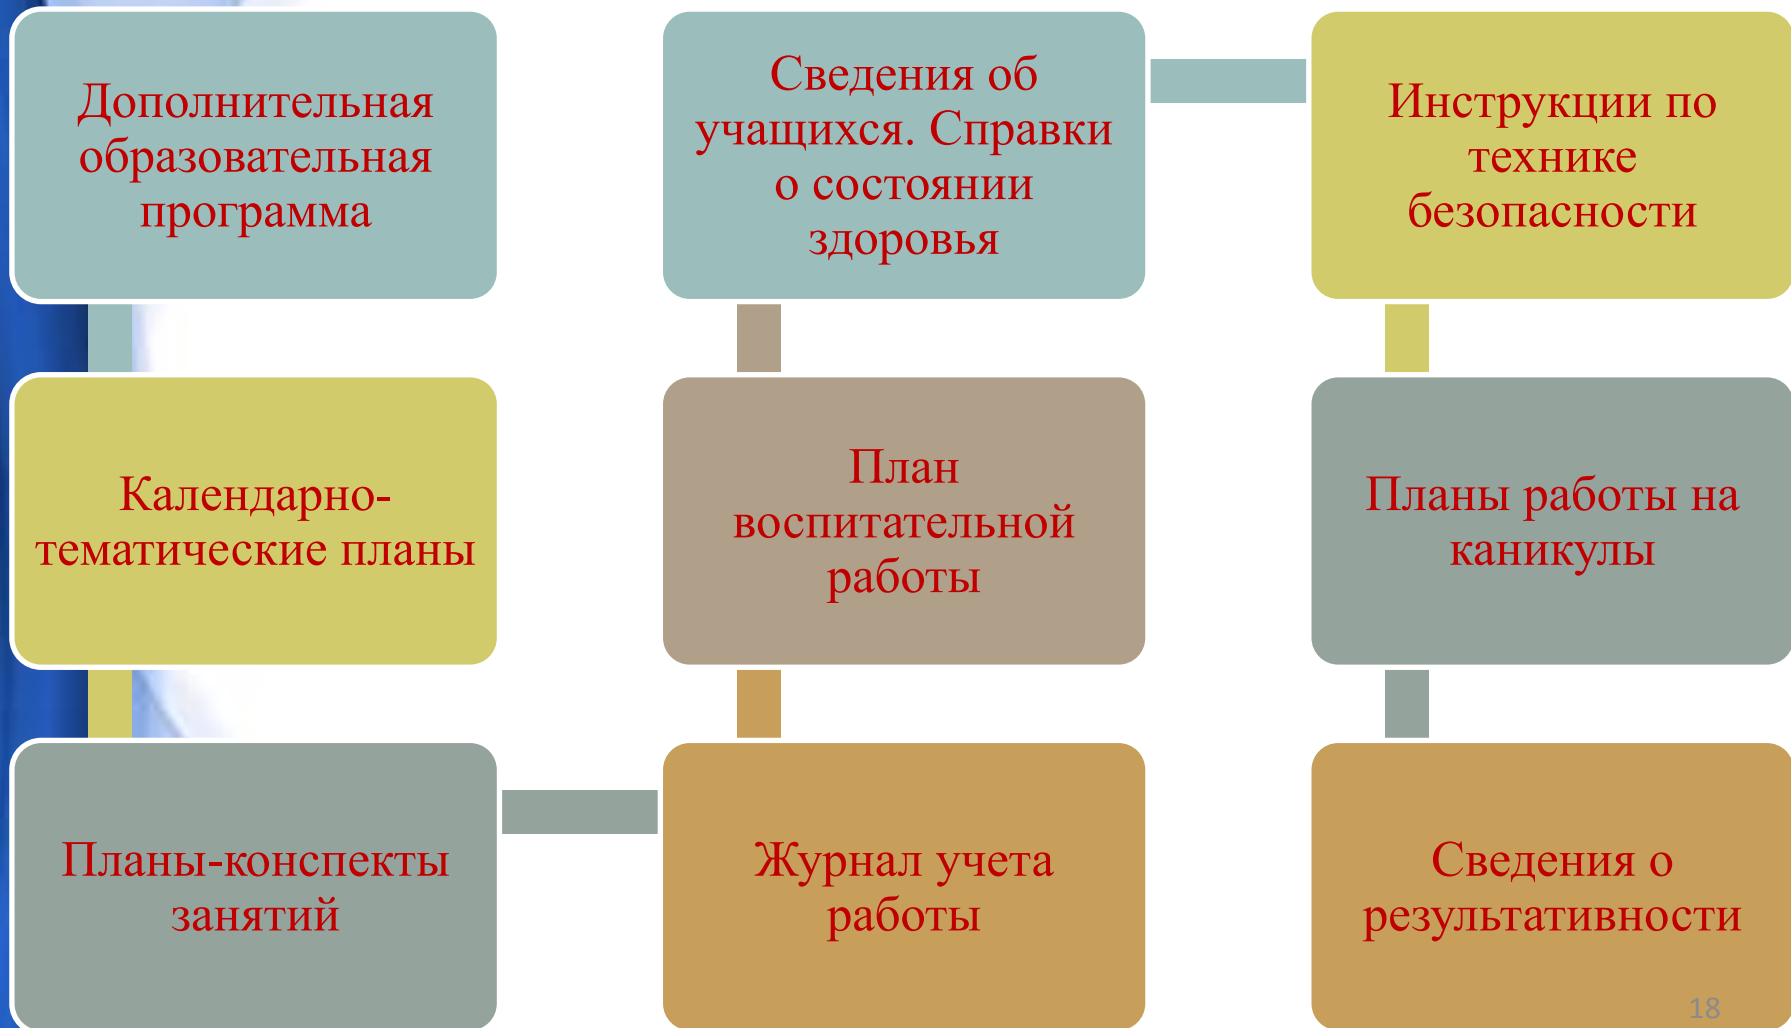 Дополнительная
образовательная
программа
Календарно-
тематические планы
Планы-конспекты
занятий
Журнал учета
работы
План
воспитательной
работы
Сведения об
учащихся. Справки
о состоянии
здоровья
Инструкции по
технике
безопасности
Планы работы на
каникулы
Сведения о
результативности
18